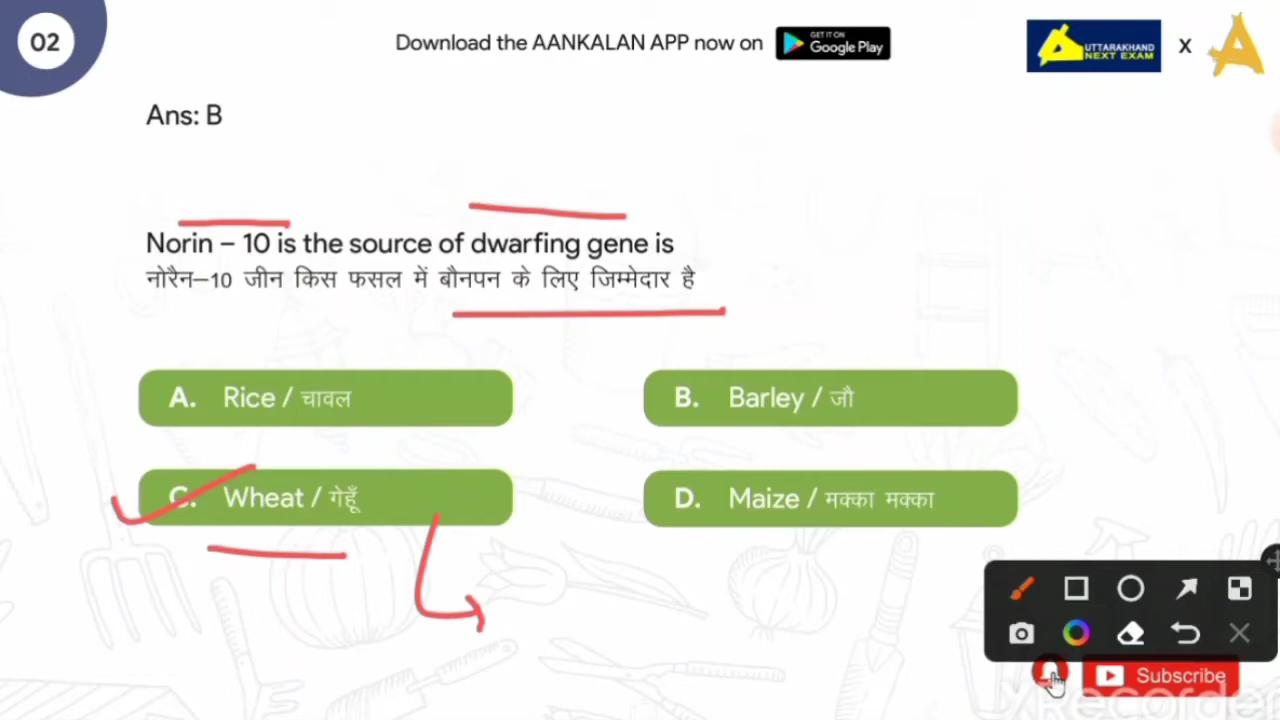 02
Download the AANKALAN APP now on
GET IT ON
Google Play
UTTARAKHAND
NEXT EXAM
X
Ans: B
Norin – 10 is the source of dwarfing gene is
नोरैन–10 जीन किस फसल में बौनपन के लिए जिम्मेदार है
A. Rice / चावल
B. Barley / जौ
C. Wheat / गेहूँ
D. Maize / मक्का मक्का
Subscribe
XRecorder